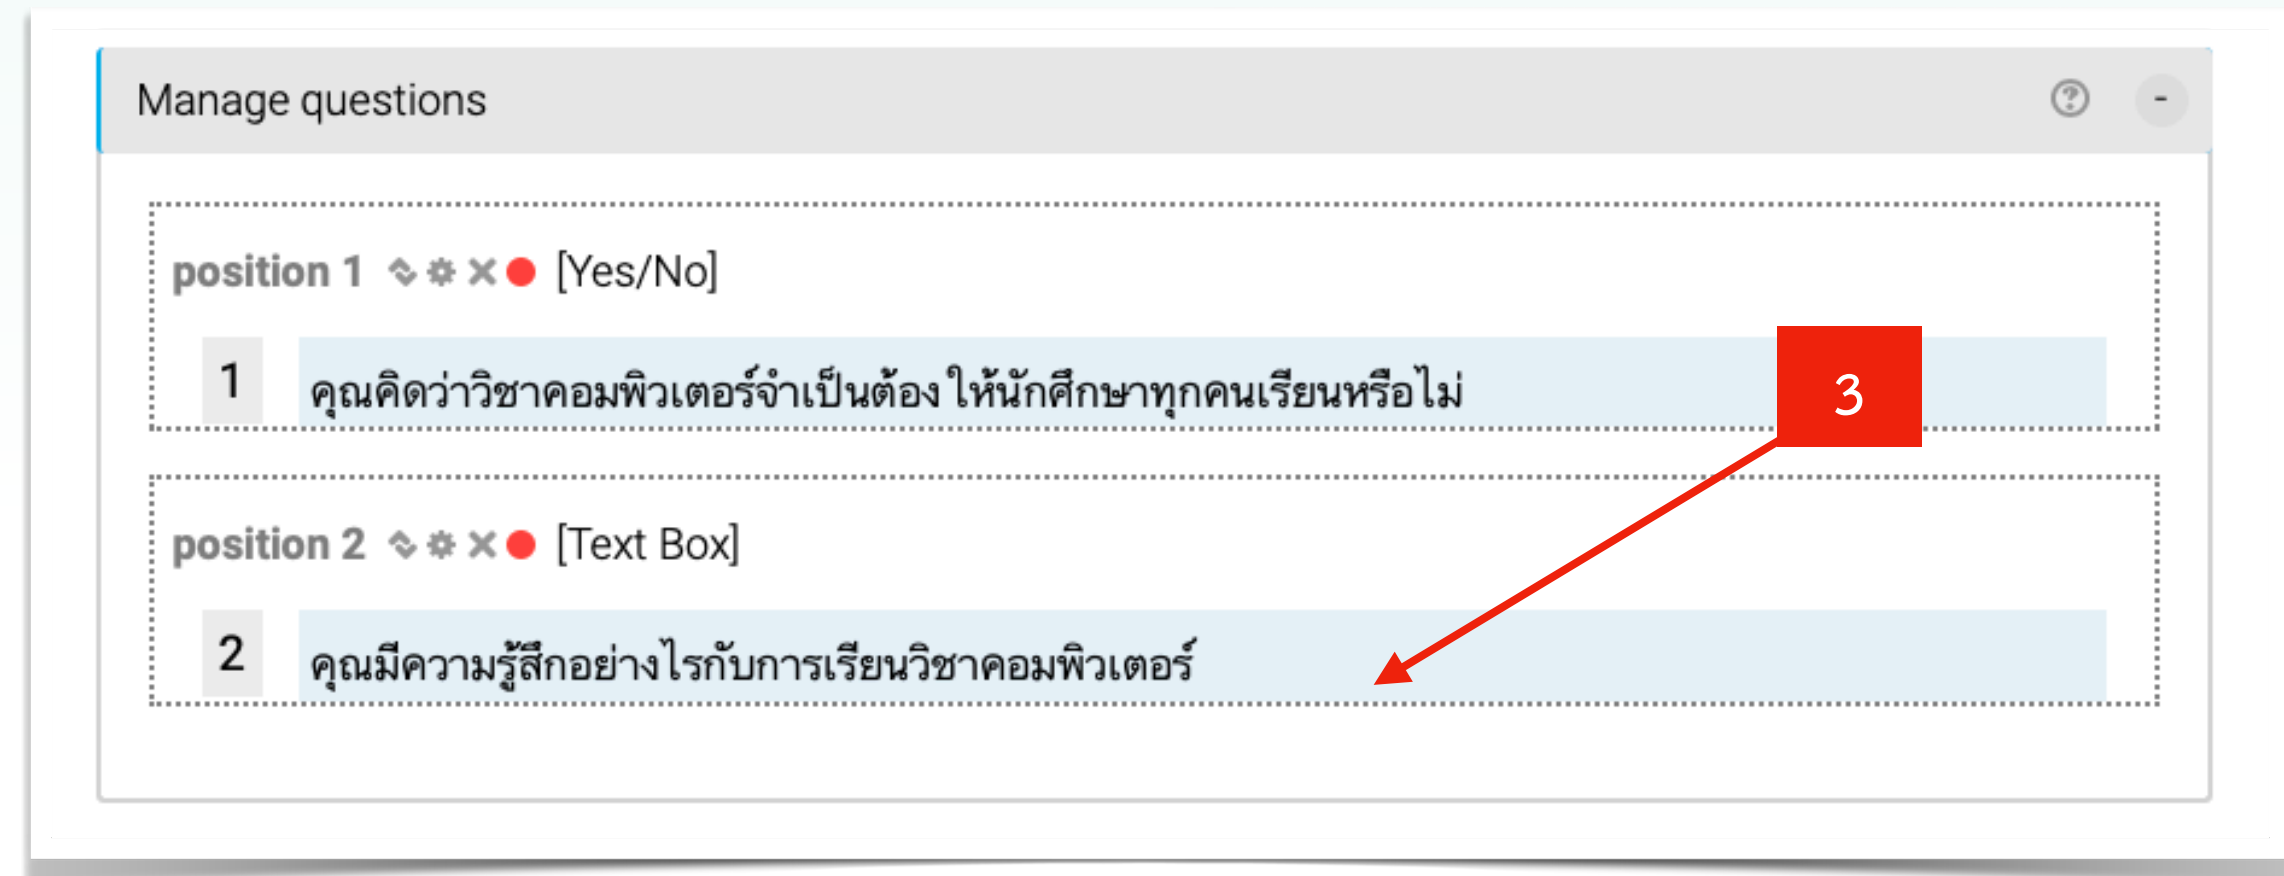 Manage questions
position 1 [Yes/No]
1 คุณคิดว่าวิชาคอมพิวเตอร์จำเป็นต้อง ให้นักศึกษาทุกคนเรียนหรือไม่
3
position 2 [Text Box]
2 คุณมีความรู้สึกอย่างไรกับการเรียนวิชาคอมพิวเตอร์